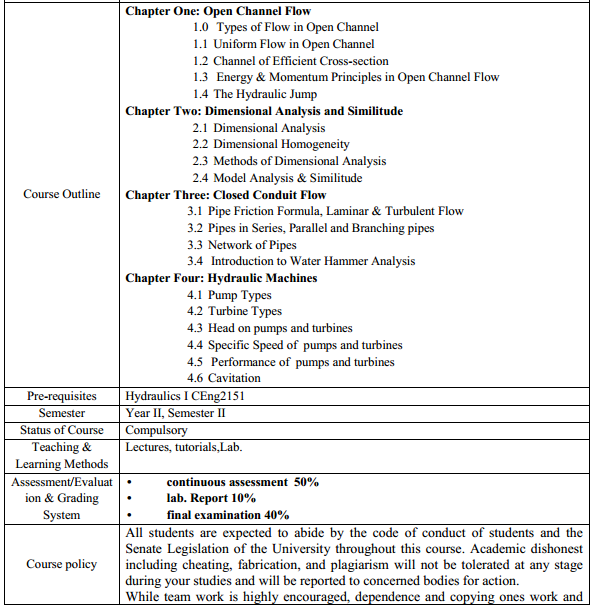 Chapter One: Open Channel Flow
1.0 Types of Flow in Open Channel
1.1 Uniform Flow in Open Channel
1.2 Channel of Efficient Cross-section
1.3 Energy & Momentum Principles in Open Channel Flow
1.4 The Hydraulic Jump
Chapter Two: Dimensional Analysis and Similitude
2.1 Dimensional Analysis
2.2 Dimensional Homogeneity
2.3 Methods of Dimensional Analysis
2.4 Model Analysis & Similitude
Course Outline
Chapter Three: Closed Conduit Flow
3.1 Pipe Friction Formula, Laminar & Turbulent Flow
3.2 Pipes in Series, Parallel and Branching pipes
3.3 Network of Pipes
3.4 Introduction to Water Hammer Analysis
Chapter Four: Hydraulic Machines
4.1 Pump Types
4.2 Turbine Types
4.3 Head on pumps and turbines
4.4 Specific Speed of pumps and turbines
4.5 Performance of pumps and turbines
4.6 Cavitation
Pre-requisites
Hydraulics I CEng2151
Semester
Year II, Semester II
Status of Course
Compulsory
Teaching &
Learning Methods
Lectures, tutorials,Lab.
Assessment/Evaluat
ion & Grading
System
• continuous assessment 50%
• lab. Report 10%
• final examination 40%
Course policy
All students are expected to abide by the code of conduct of students and the
Senate Legislation of the University throughout this course. Academic dishonest
including cheating, fabrication, and plagiarism will not be tolerated at any stage
during your studies and will be reported to concerned bodies for action.
While team work is highly encouraged, dependence and copying ones work and